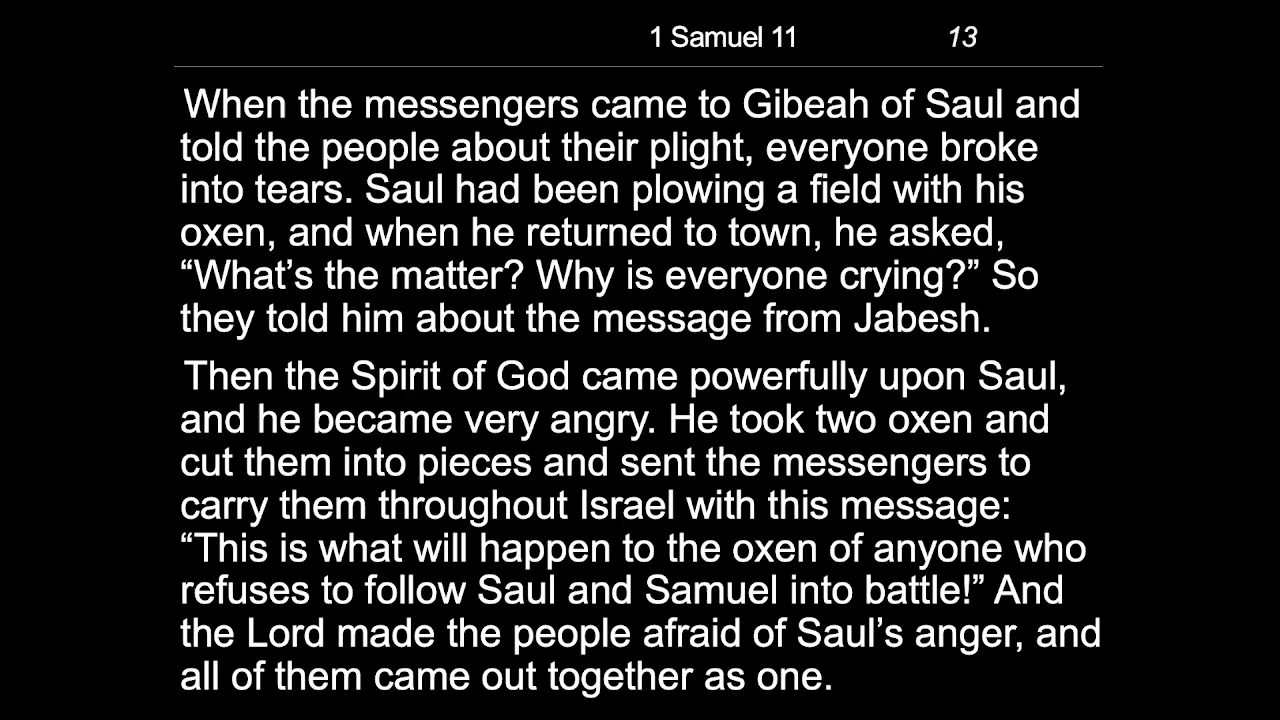 1 Samuel 11 13
When the messengers came to Gibeah of Saul and
told the people about their plight, everyone broke
into tears. Saul had been plowing a field with his
oxen, and when he returned to town, he asked,
“What’s the matter? Why is everyone crying?” So
they told him about the message from Jabesh.
Then the Spirit of God came powerfully upon Saul,
and he became very angry. He took two oxen and
cut them into pieces and sent the messengers to
carry them throughout Israel with this message:
“This is what will happen to the oxen of anyone who
refuses to follow Saul and Samuel into battle!” And
the Lord made the people afraid of Saul’s anger, and
all of them came out together as one.